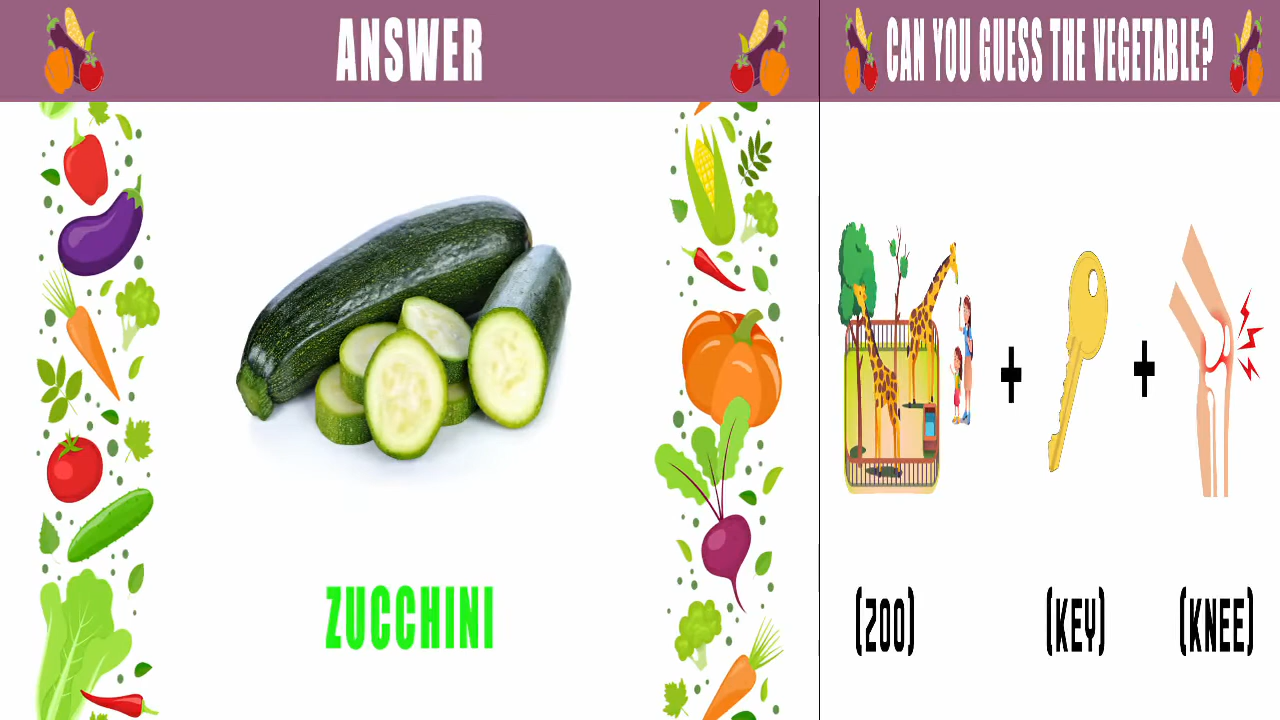 ANSWER
ZUCCHINI
CAN YOU GUESS THE VEGETABLE?
+ +
(ZOO) (KEY) (KNEE)